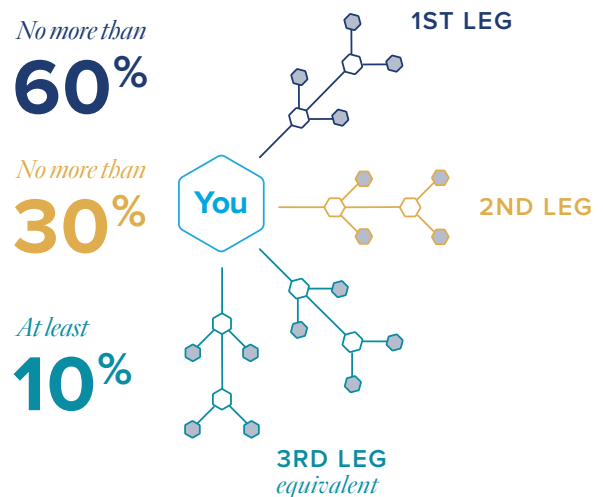 No more than
60%
1ST LEG
No more than
30%
You
2ND LEG
At least
10%
3RD LEG
equivalent